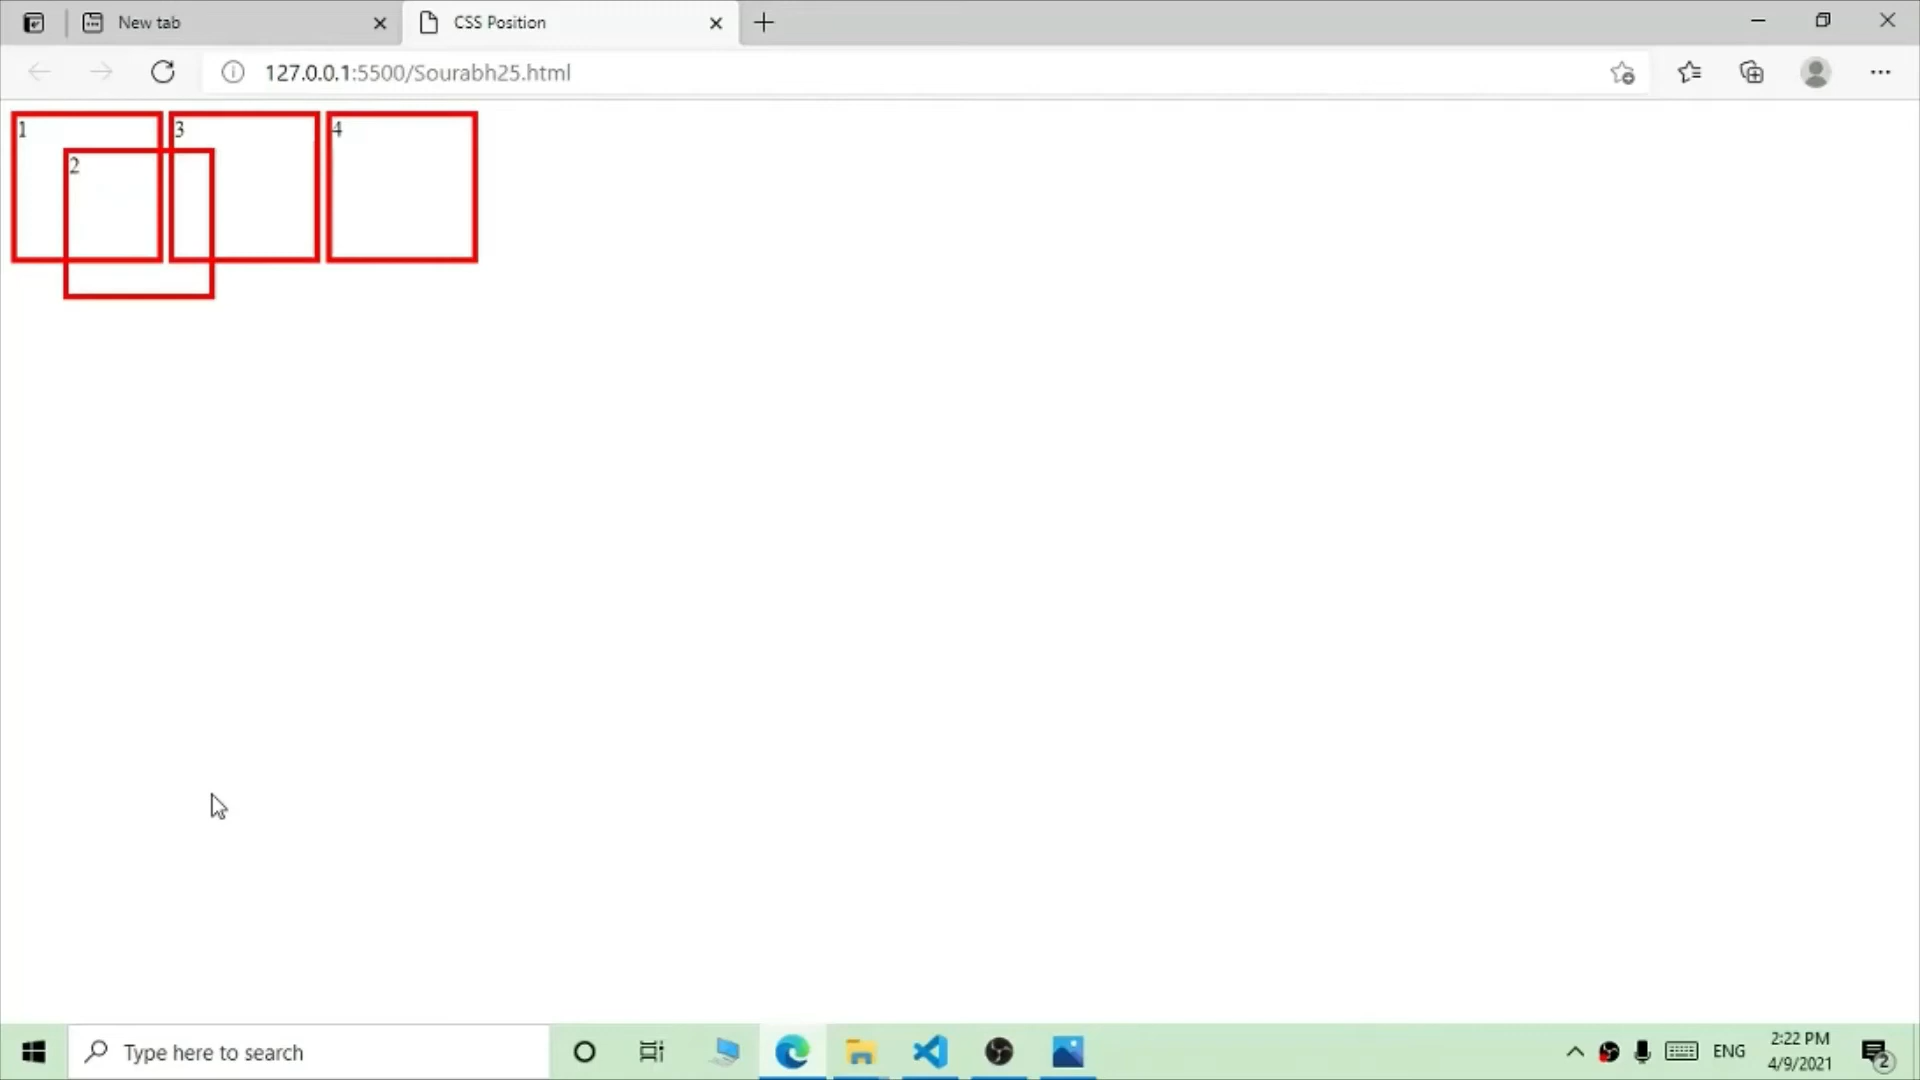 New tab
CSS Position
127.0.0.1:5500/Sourabh25.html
1
3
4
2
Type here to search
ENG
2:22 PM
4/9/2021
2